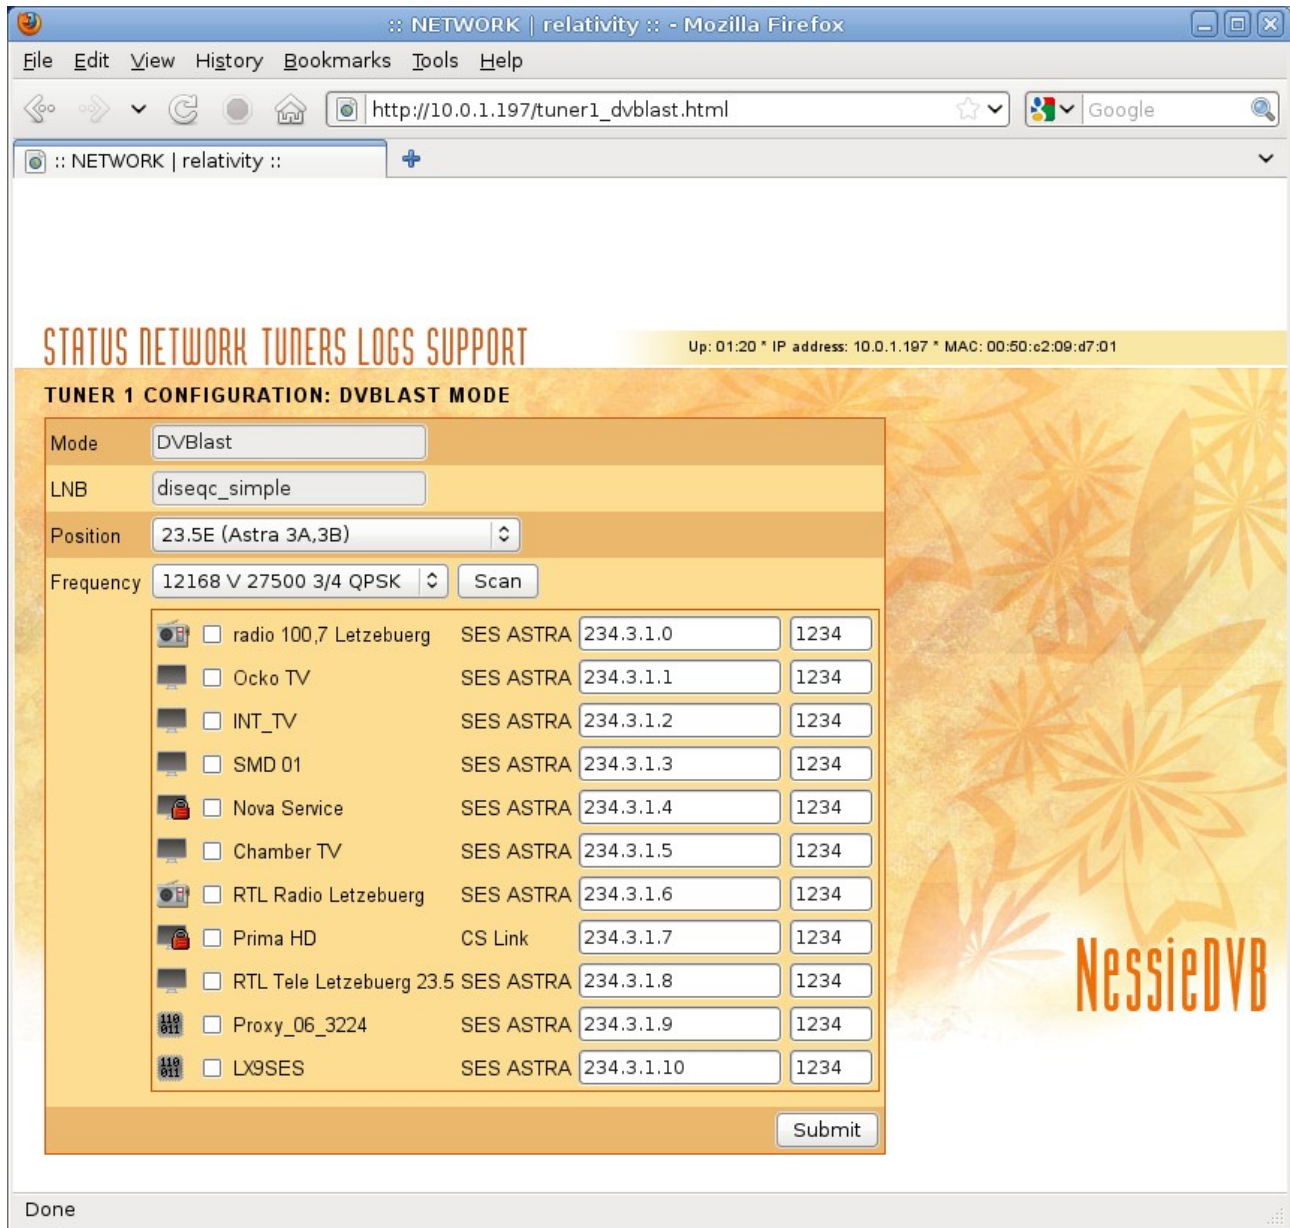 :: NETWORK | relativity :: - Mozilla Firefox
File Edit View History Bookmarks Tools Help
http://10.0.1.197/tuner1_dvblast.html Google
:: NETWORK | relativity ::
STATUS NETWORK TUNERS LOGS SUPPORT
Up: 01:20 * IP address: 10.0.1.197 * MAC: 00:50:c2:09:d7:01
TUNER 1 CONFIGURATION: DVBLAST MODE
Mode DVBlast
LNB diseqc_simple
Position 23.5E (Astra 3A,3B)
Frequency 12168 V 27500 3/4 QPSK Scan
radio 100,7 Letzebuerg SES ASTRA 234.3.1.0 1234
Ocko TV SES ASTRA 234.3.1.1 1234
INT_TV SES ASTRA 234.3.1.2 1234
SMD 01 SES ASTRA 234.3.1.3 1234
Nova Service SES ASTRA 234.3.1.4 1234
Chamber TV SES ASTRA 234.3.1.5 1234
RTL Radio Letzebuerg SES ASTRA 234.3.1.6 1234
Prima HD CS Link 234.3.1.7 1234
RTL Tele Letzebuerg 23.5 SES ASTRA 234.3.1.8 1234
110
011 Proxy_06_3224 SES ASTRA 234.3.1.9 1234
110
011 LX9SES SES ASTRA 234.3.1.10 1234
Submit
NessieDVB
Done